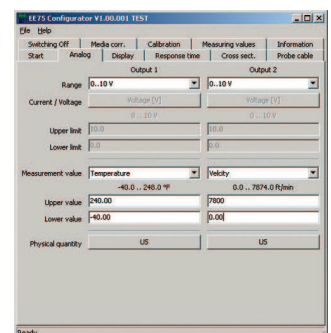 EE75 Configurator V1.00.001 TEST
File Help
Switching Off Media corr. Calibration Measuring values Information
Start Analog Display Response time Cross sect. Probe cable
Output 1 Output 2
Range 0..10 V 0..10 V
Current / Voltage Voltage [V] Voltage [V]
0 .. 10 V 0 .. 10 V
Upper limit 10.0 10.0
Lower limit 0.0 0.0
Measurement value Temperature Velcity
-40.0 .. 248.0 °F 0.0 .. 7874.0 ft/min
Upper value 240.00 7800
Lower value -40.00 0.00
Physical quantity US US
Ready